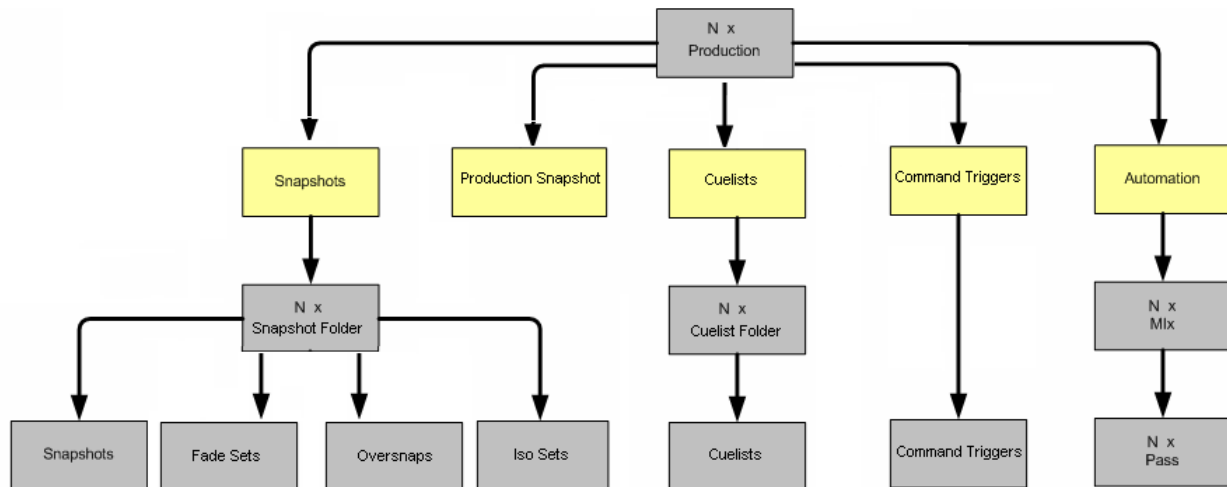 N x
Production
Snapshots
Production Snapshot
Cuelists
Command Triggers
Automation
N x
Snapshot Folder
N x
Cuelist Folder
N x
MIx
Snapshots
Fade Sets
Oversnaps
Iso Sets
Cuelists
Command Triggers
N x
Pass